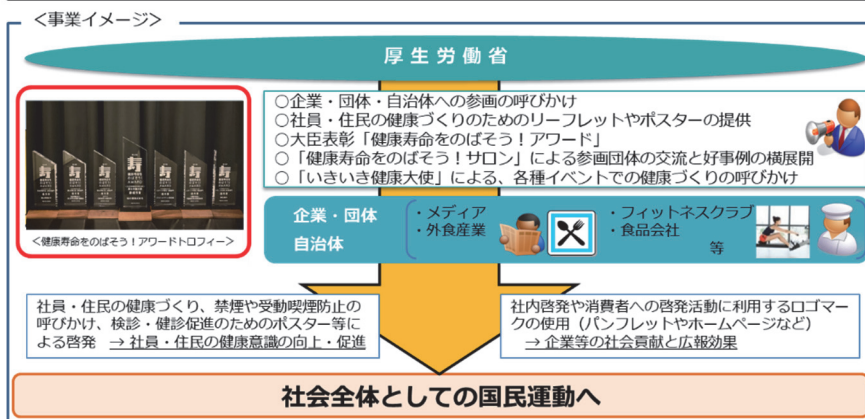 ＜事業イメージ＞
厚生労働省
○企業・団体・自治体への参画の呼びかけ
○社員・住民の健康づくりのためのリーフレットやポスターの提供
○大臣表彰「健康寿命をのばそう！アワード」
○「健康寿命をのばそう！サロン」による参画団体の交流と好事例の横展開
○「いきいき健康大使」による、各種イベントでの健康づくりの呼びかけ
＜健康寿命をのばそう！アワードトロフィー＞
企業・団体
自治体
・メディア
・外食産業
・フィットネスクラブ
・食品会社
等
社員・住民の健康づくり、禁煙や受動喫煙防止の
呼びかけ、検診・健診促進のためのポスター等に
よる啓発　→ 社員・住民の健康意識の向上・促進
社内啓発や消費者への啓発活動に利用するロゴマー
クの使用（パンフレットやホームページなど）
→ 企業等の社会貢献と広報効果
社会全体としての国民運動へ